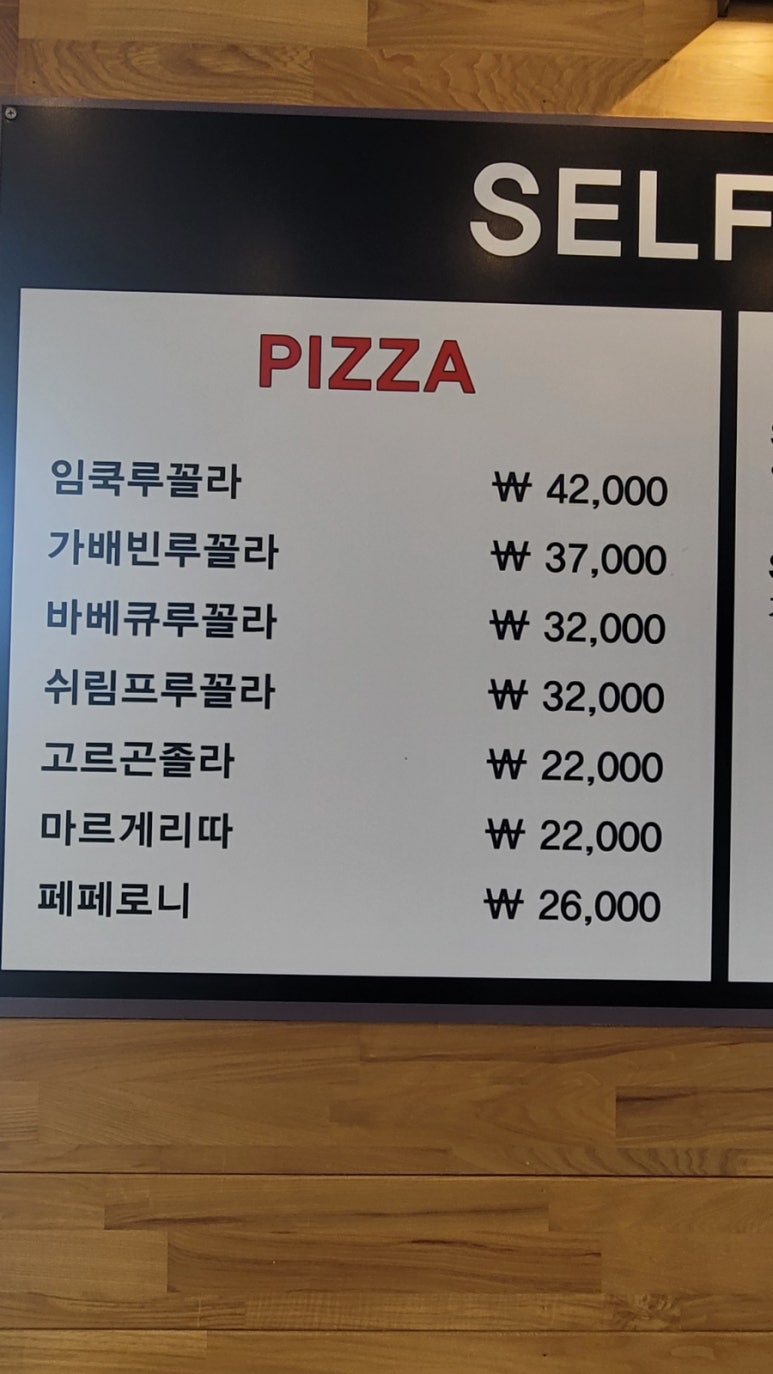 SELF
PIZZA
임쿡루꼴라 ₩ 42,000
가배빈루꼴라 ₩ 37,000
바베큐루꼴라 ₩ 32,000
쉬림프루꼴라 ₩ 32,000
고르곤졸라 ₩ 22,000
마르게리따 ₩ 22,000
페페로니 ₩ 26,000